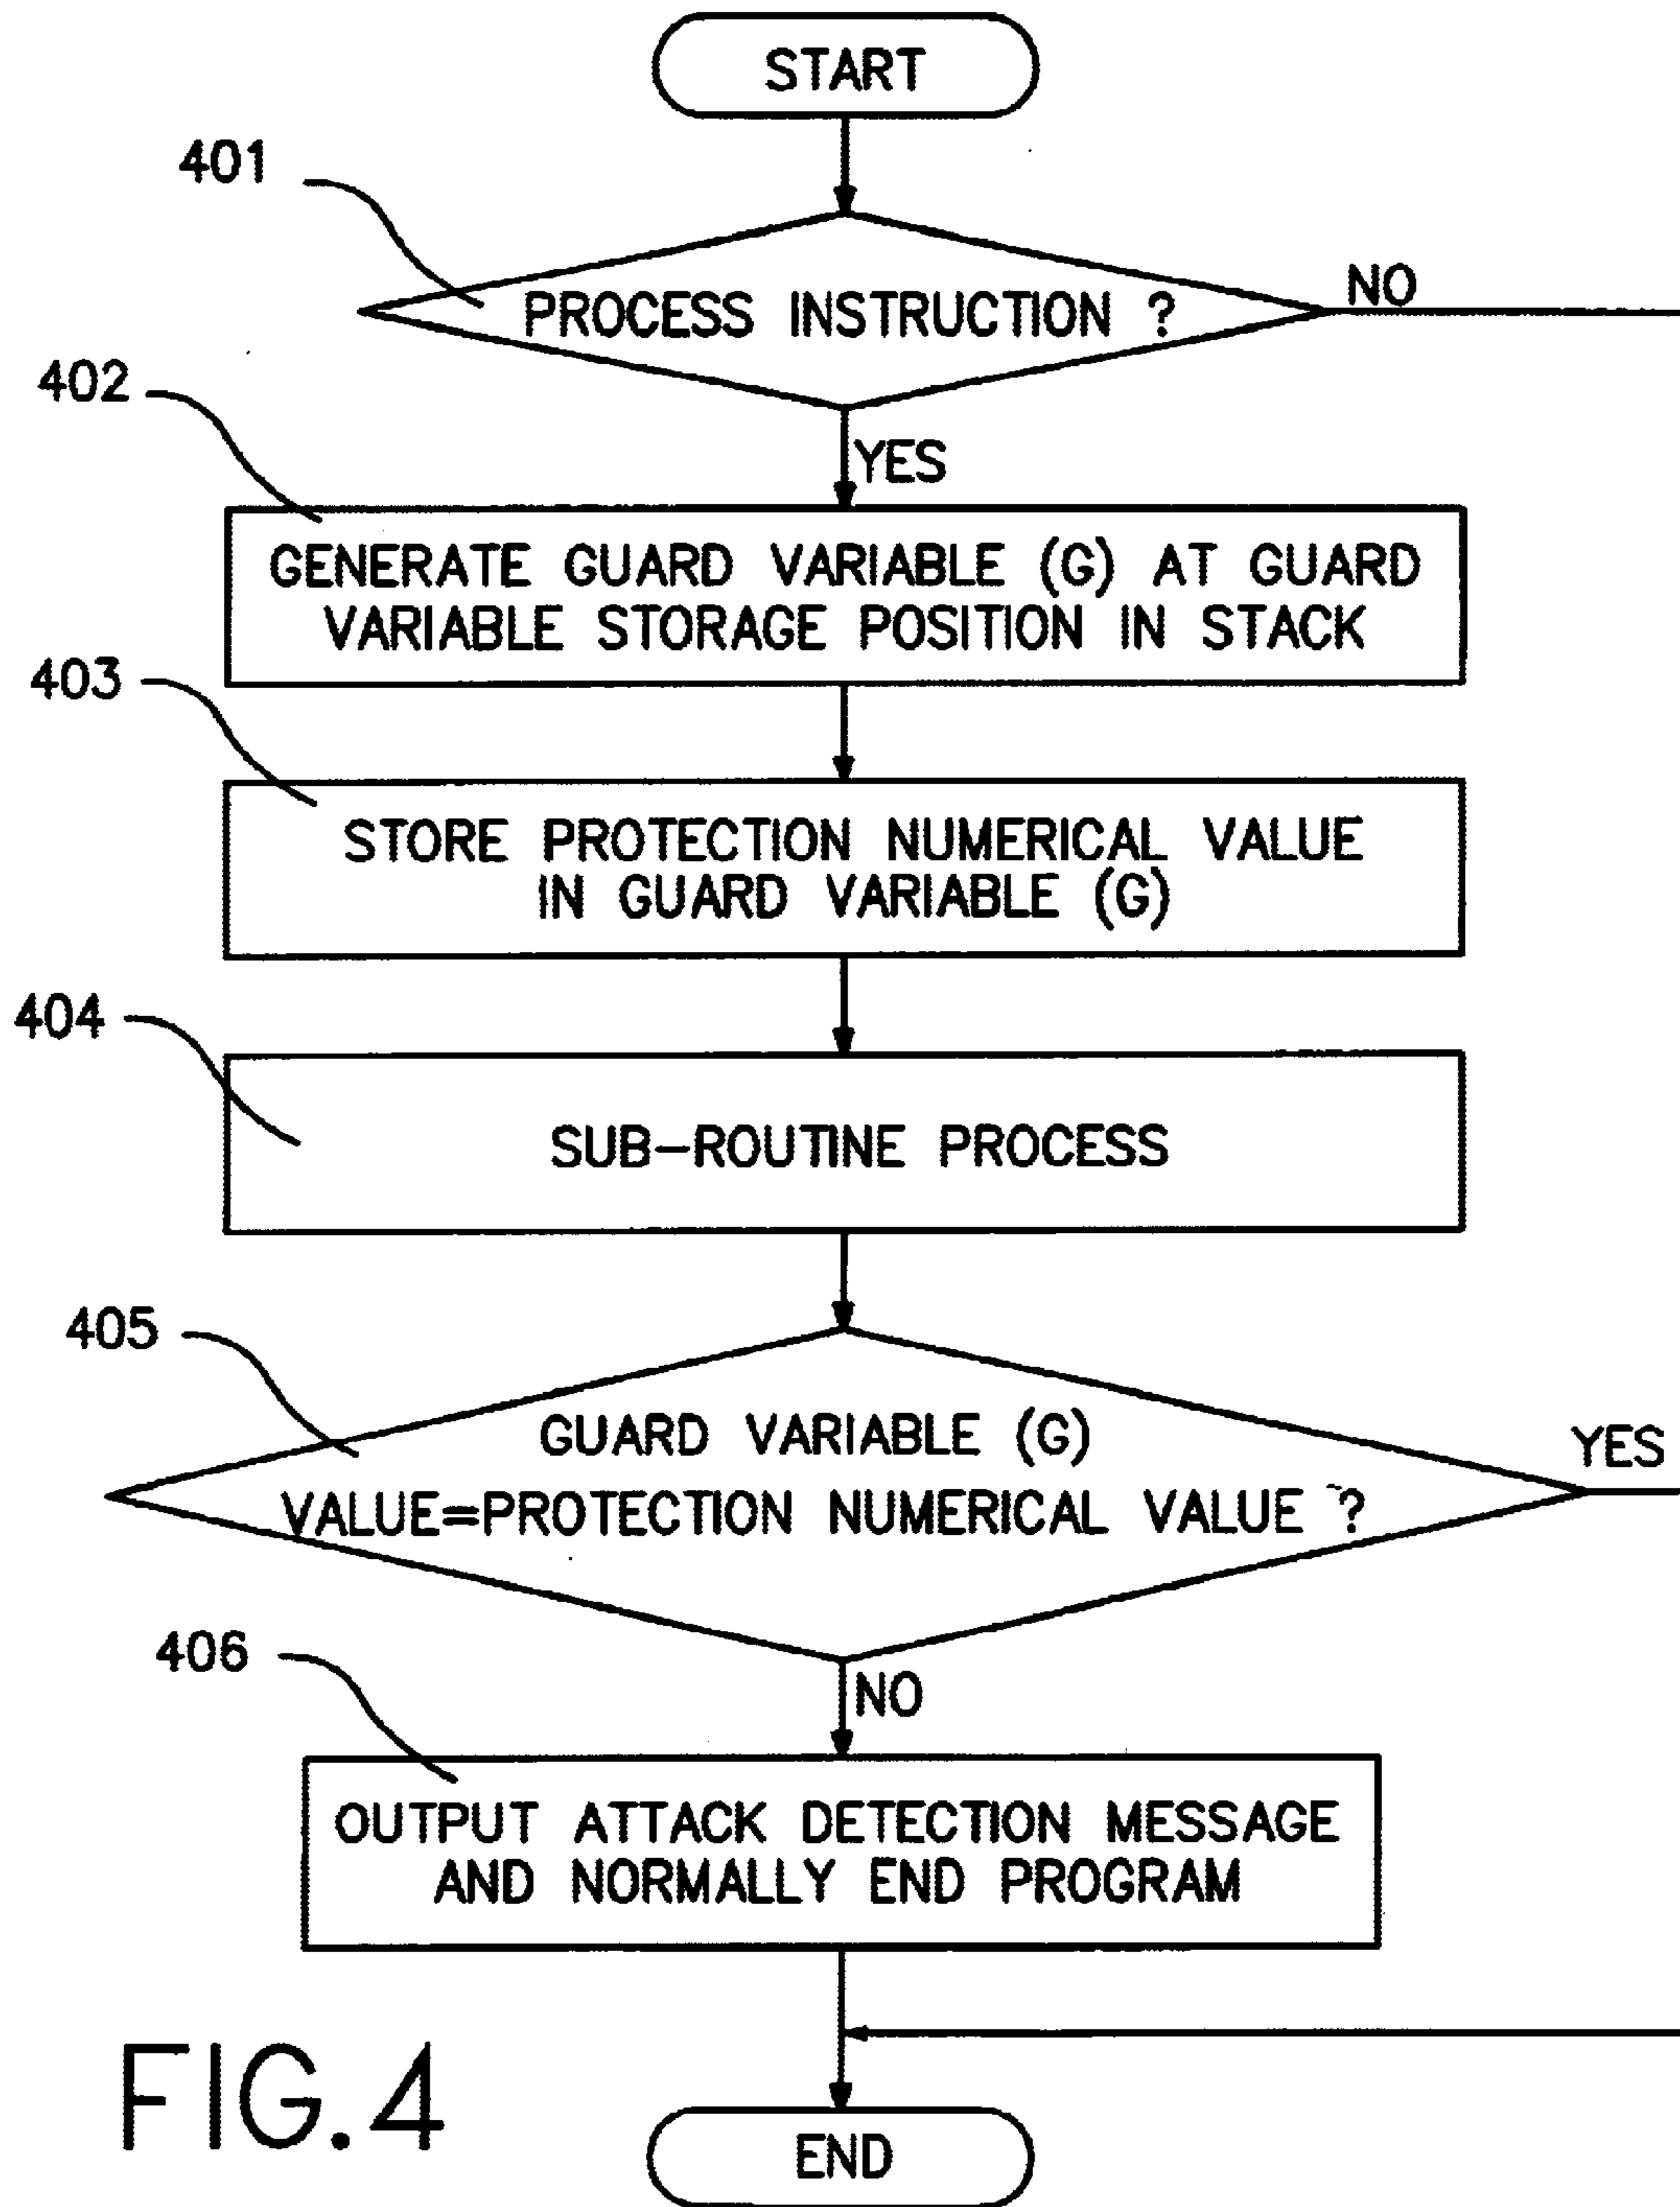 START
401
PROCESS INSTRUCTION ?
NO
402
YES
GENERATE GUARD VARIABLE (G) AT GUARD
VARIABLE STORAGE POSITION IN STACK
403
STORE PROTECTION NUMERICAL VALUE
IN GUARD VARIABLE (G)
404
SUB-ROUTINE PROCESS
405
GUARD VARIABLE (G)
VALUE=PROTECTION NUMERICAL VALUE ?
YES
406
NO
OUTPUT ATTACK DETECTION MESSAGE
AND NORMALLY END PROGRAM
FIG.4
END